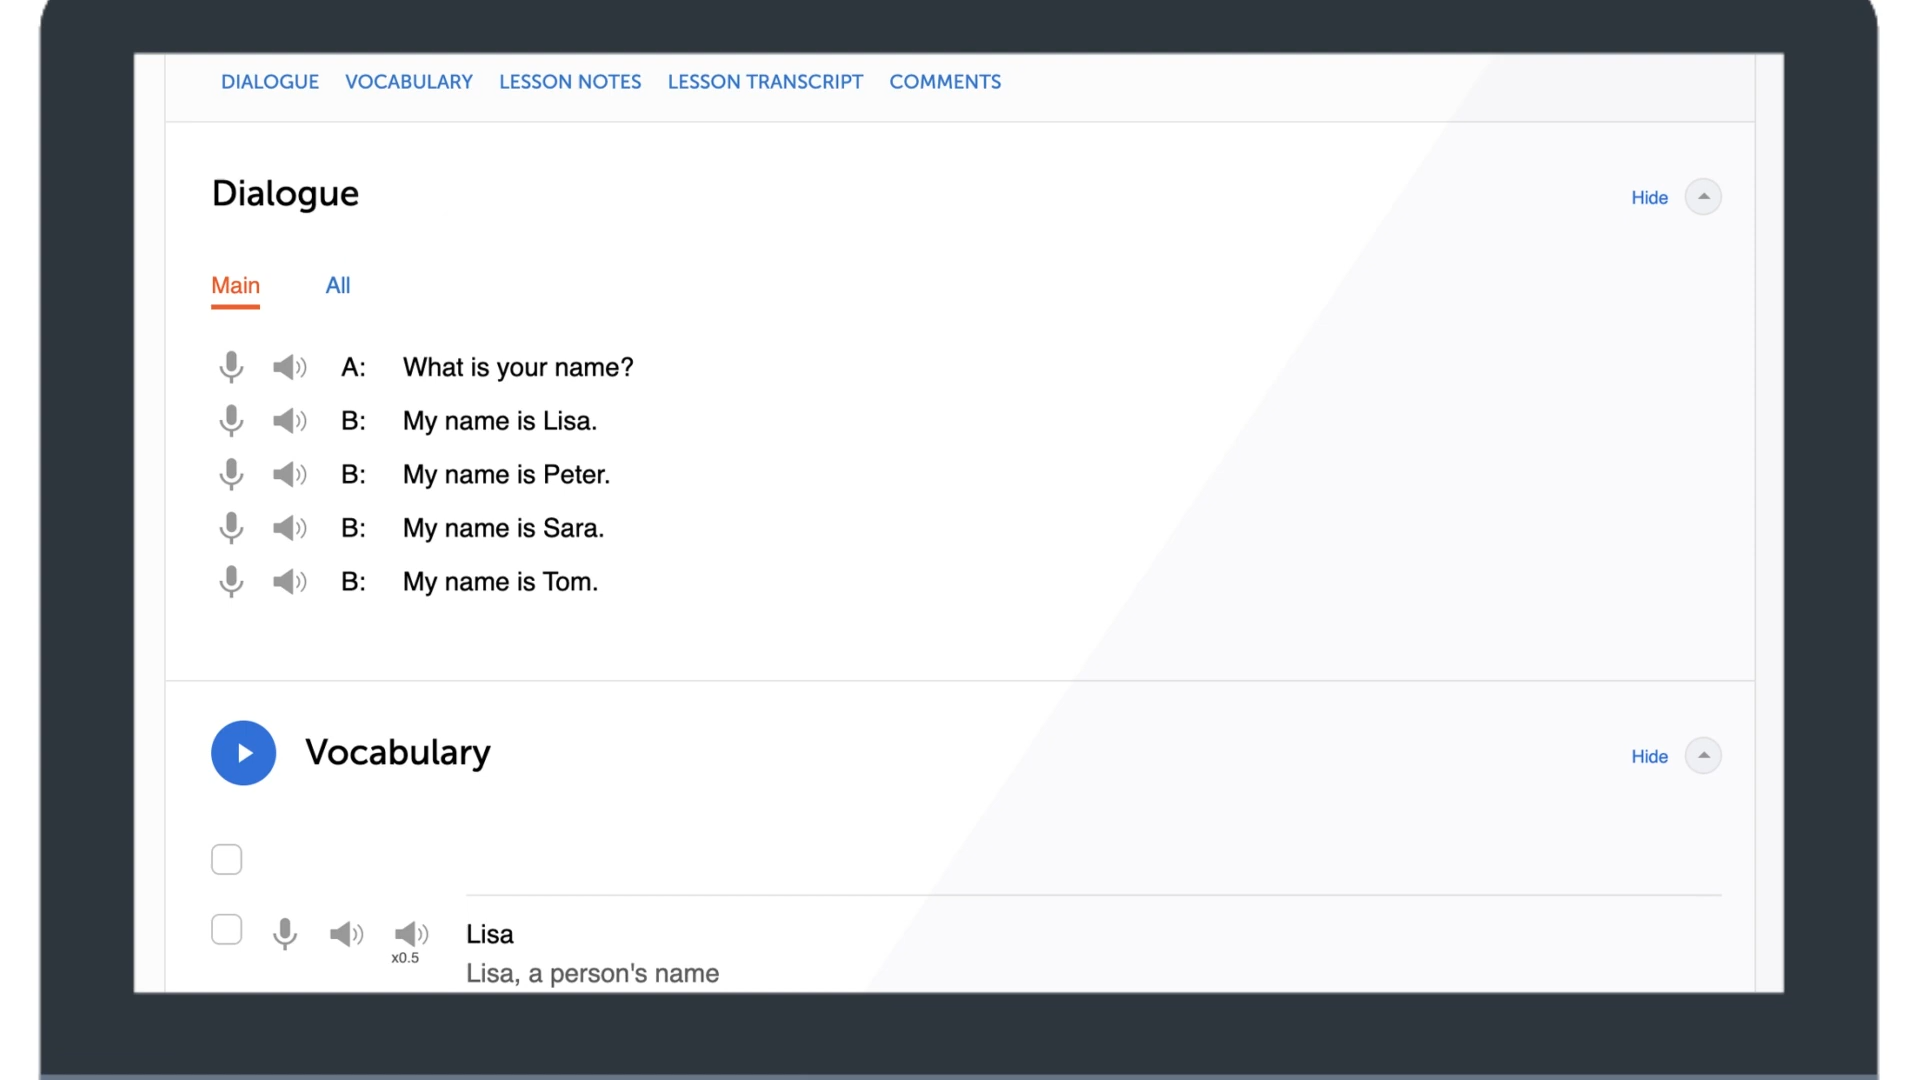 DIALOGUE VOCABULARY LESSON NOTES LESSON TRANSCRIPT COMMENTS
Dialogue
Hide
Main All
A: What is your name?
B: My name is Lisa.
B: My name is Peter.
B: My name is Sara.
B: My name is Tom.
Vocabulary
Hide
Lisa
x0.5
Lisa, a person's name